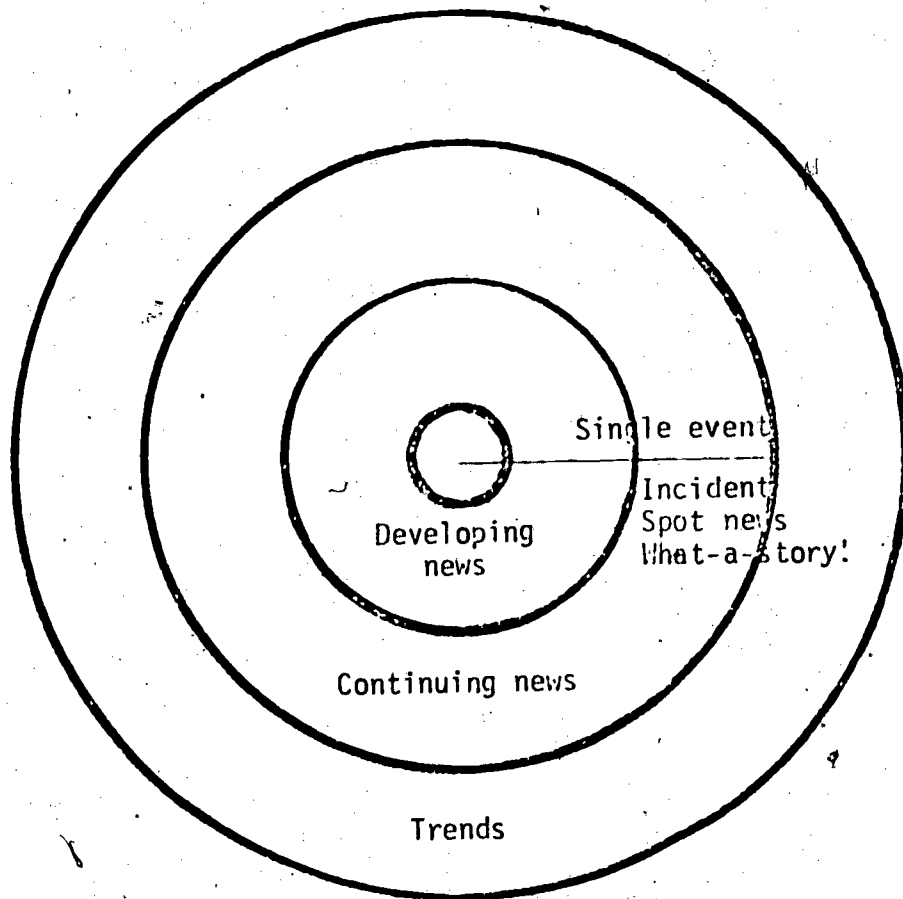 Single event
Incident
Spot news
What-a-story!
Developing
news
Continuing news
Trends